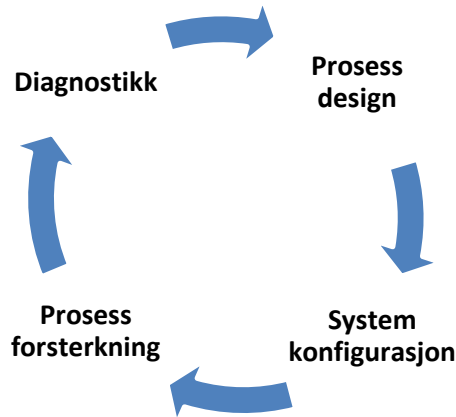 Diagnostikk
Prosess
design
System
konfigurasjon
Prosess
forsterkning